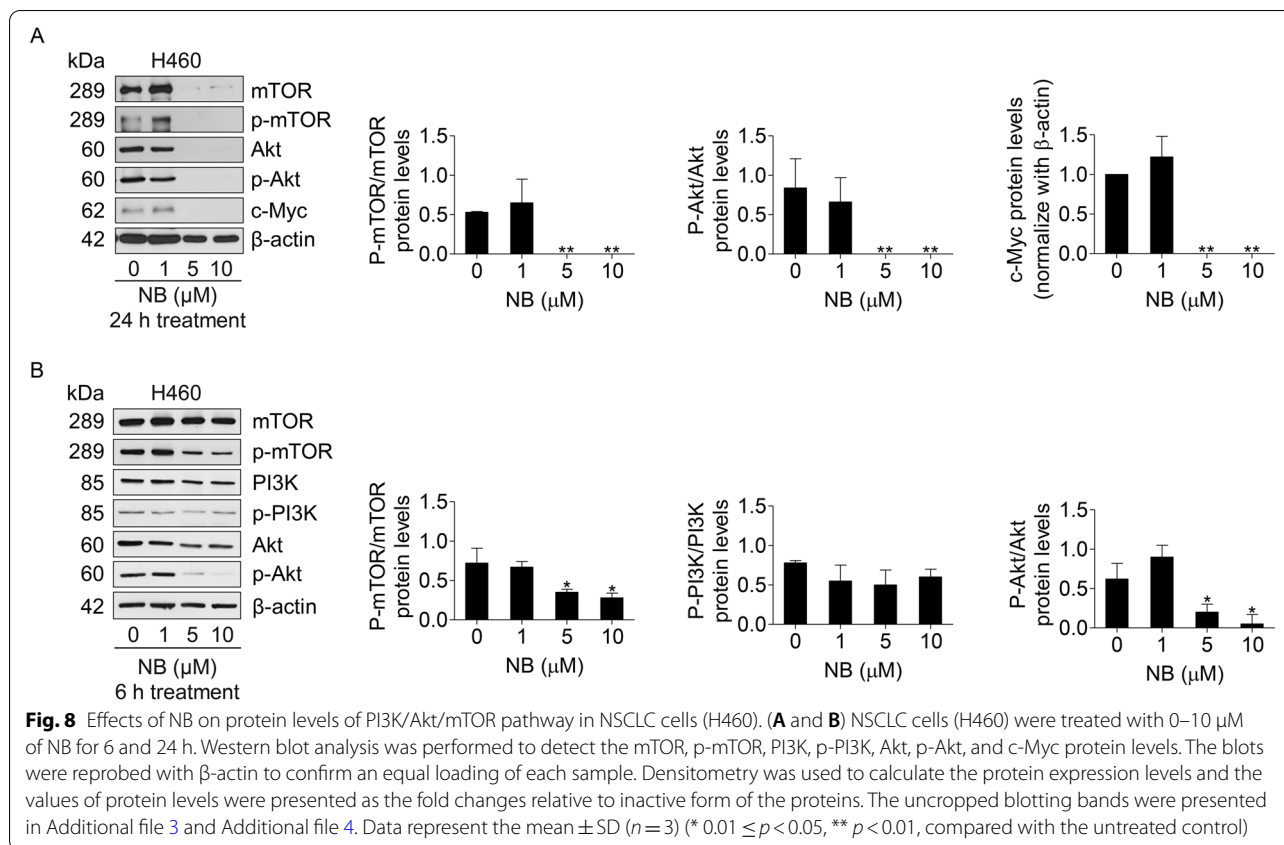 A
kDa H460
289 mTOR
289 p-mTOR
60 Akt
60 p-Akt
62 c-Myc
42 β-actin
0 1 5 10
NB (µM)
24 h treatment
P-mTOR/mTOR
protein levels
1.5
1.0
0.5
0.0
** **
0 1 5 10
NB (μM)
P-Akt/Akt
protein levels
1.5
1.0
0.5
0.0
** **
0 1 5 10
NB (μM)
c-Myc protein levels
(normalize with β-actin)
1.5
1.0
0.5
0.0
** **
0 1 5 10
NB (μM)
B
kDa H460
289 mTOR
289 p-mTOR
85 PI3K
85 p-PI3K
60 Akt
60 p-Akt
42 β-actin
0 1 5 10
NB (µM)
6 h treatment
P-mTOR/mTOR
protein levels
1.5
1.0
0.5
0.0
* *
0 1 5 10
NB (μM)
P-PI3K/PI3K
protein levels
1.5
1.0
0.5
0.0
0 1 5 10
NB (μM)
P-Akt/Akt
protein levels
1.5
1.0
0.5
0.0
* *
0 1 5 10
NB (μM)
Fig. 8 Effects of NB on protein levels of PI3K/Akt/mTOR pathway in NSCLC cells (H460). (A and B) NSCLC cells (H460) were treated with 0–10 µM
of NB for 6 and 24 h. Western blot analysis was performed to detect the mTOR, p-mTOR, PI3K, p-PI3K, Akt, p-Akt, and c-Myc protein levels. The blots
were reprobed with β-actin to confirm an equal loading of each sample. Densitometry was used to calculate the protein expression levels and the
values of protein levels were presented as the fold changes relative to inactive form of the proteins. The uncropped blotting bands were presented
in Additional file 3 and Additional file 4. Data represent the mean ± SD (n = 3) (* 0.01 ≤ p < 0.05, ** p < 0.01, compared with the untreated control)